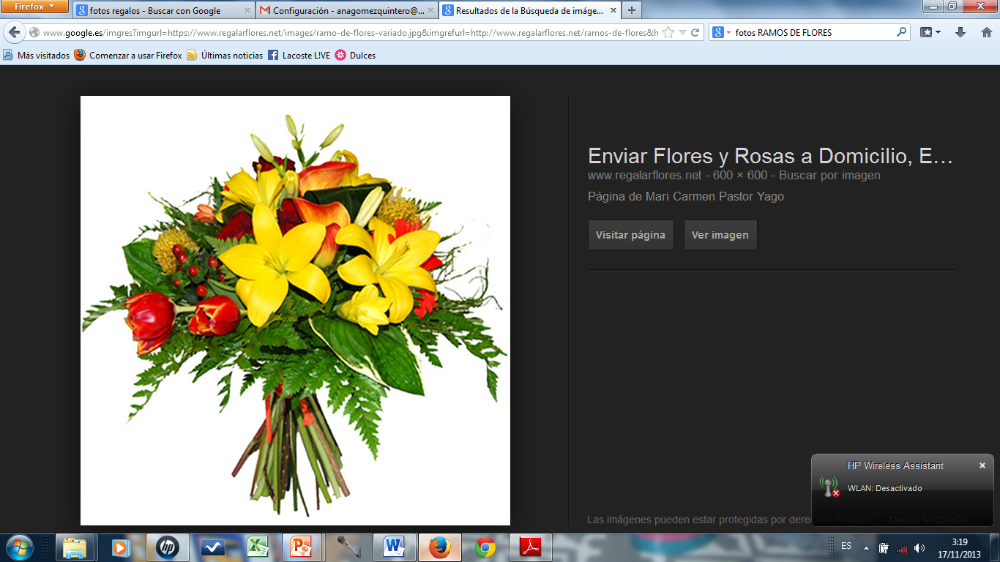 Firefox
fotos regalos - Buscar con Google
Configuración - anagomezquintero@...
Resultados de la Búsqueda de imáge...
www.google.es/imgres?imgurl=https://www.regalarflores.net/images/ramo-de-flores-variado.jpg&imgrefurl=http://www.regalarflores.net/ramos-de-flores&h
fotos RAMOS DE FLORES
Más visitados
Comenzar a usar Firefox
Últimas noticias
Lacoste L!VE
Dulces
Enviar Flores y Rosas a Domicilio, E...
www.regalarflores.net - 600 × 600 - Buscar por imagen
Página de Mari Carmen Pastor Yago
Visitar página
Ver imagen
HP Wireless Assistant
WLAN: Desactivado
Las imágenes pueden estar protegidas por derechos de autor. - Danos tu opinión
hp
ES
3:19
17/11/2013